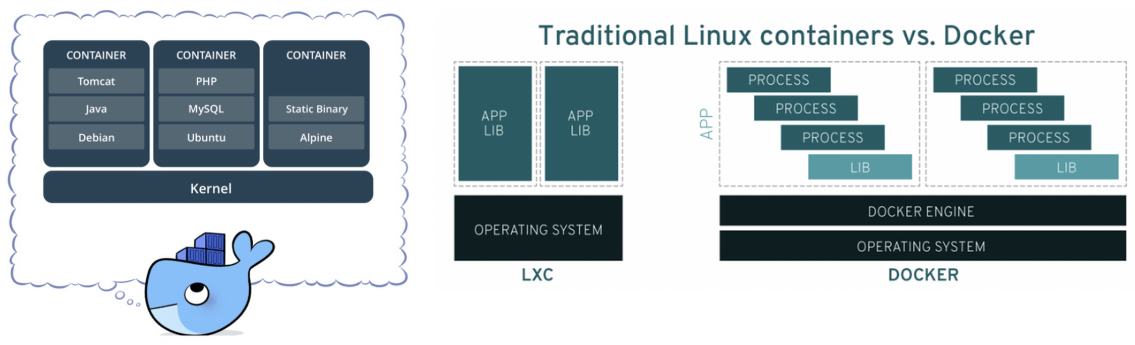 CONTAINER CONTAINER CONTAINER
Tomcat PHP
Java MySQL Static Binary
Debian Ubuntu Alpine
Kernel
Traditional Linux containers vs. Docker
APP
LIB
APP
LIB
OPERATING SYSTEM
LXC
APP
PROCESS
PROCESS
PROCESS
LIB
PROCESS
PROCESS
PROCESS
LIB
DOCKER ENGINE
OPERATING SYSTEM
DOCKER